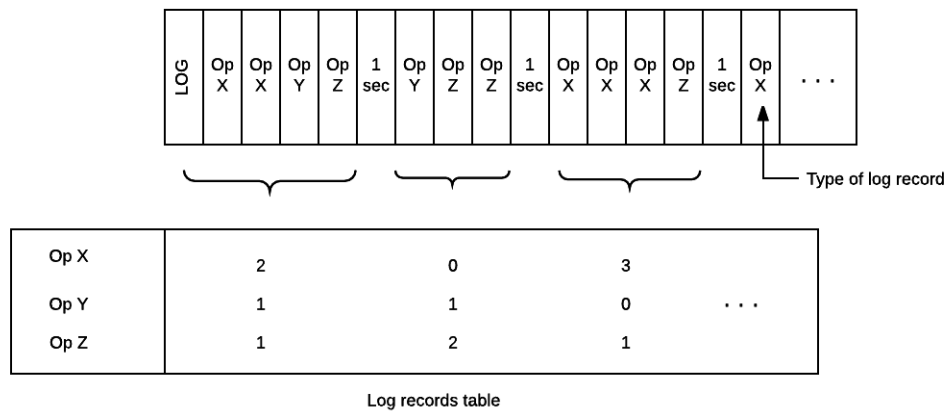 LOG Op X Op X Op Y Op Z 1 sec Op Y Op Z Op Z 1 sec Op X Op X Op X Op Z 1 sec Op X . . .
Type of log record
Op X 2 0 3
Op Y 1 1 0 . . .
Op Z 1 2 1
Log records table